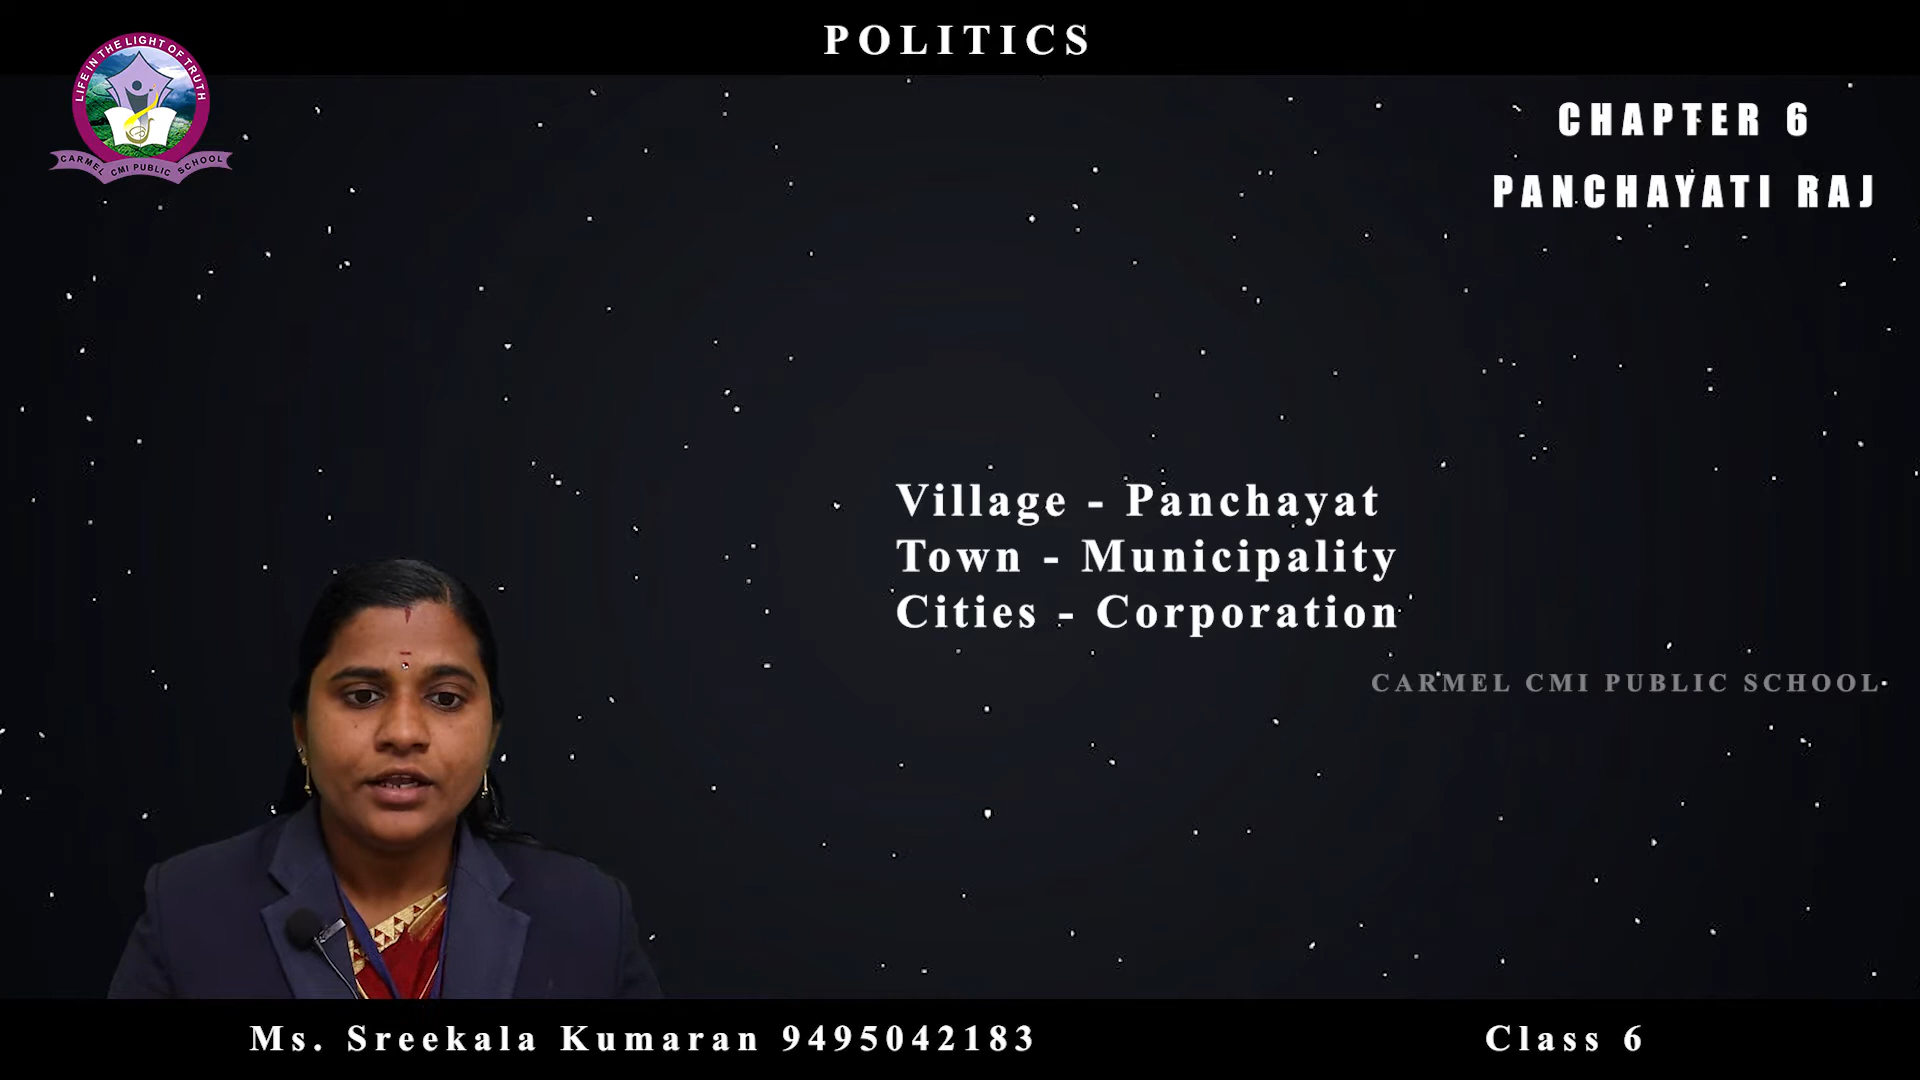 POLITICS
LIFE IN THE LIGHT OF TRUTH
CARMEL CMI PUBLIC SCHOOL
CHAPTER 6
PANCHAYATI RAJ
Village - Panchayat
Town - Municipality
Cities - Corporation
CARMEL CMI PUBLIC SCHOOL
Ms. Sreekala Kumaran 9495042183
Class 6